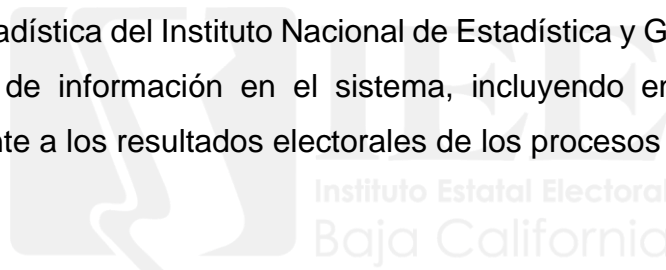 adística del Instituto Nacional de Estadística y G
de información en el sistema, incluyendo en
nte a los resultados electorales de los procesos
IEE
Instituto Estatal Electoral
Baja California